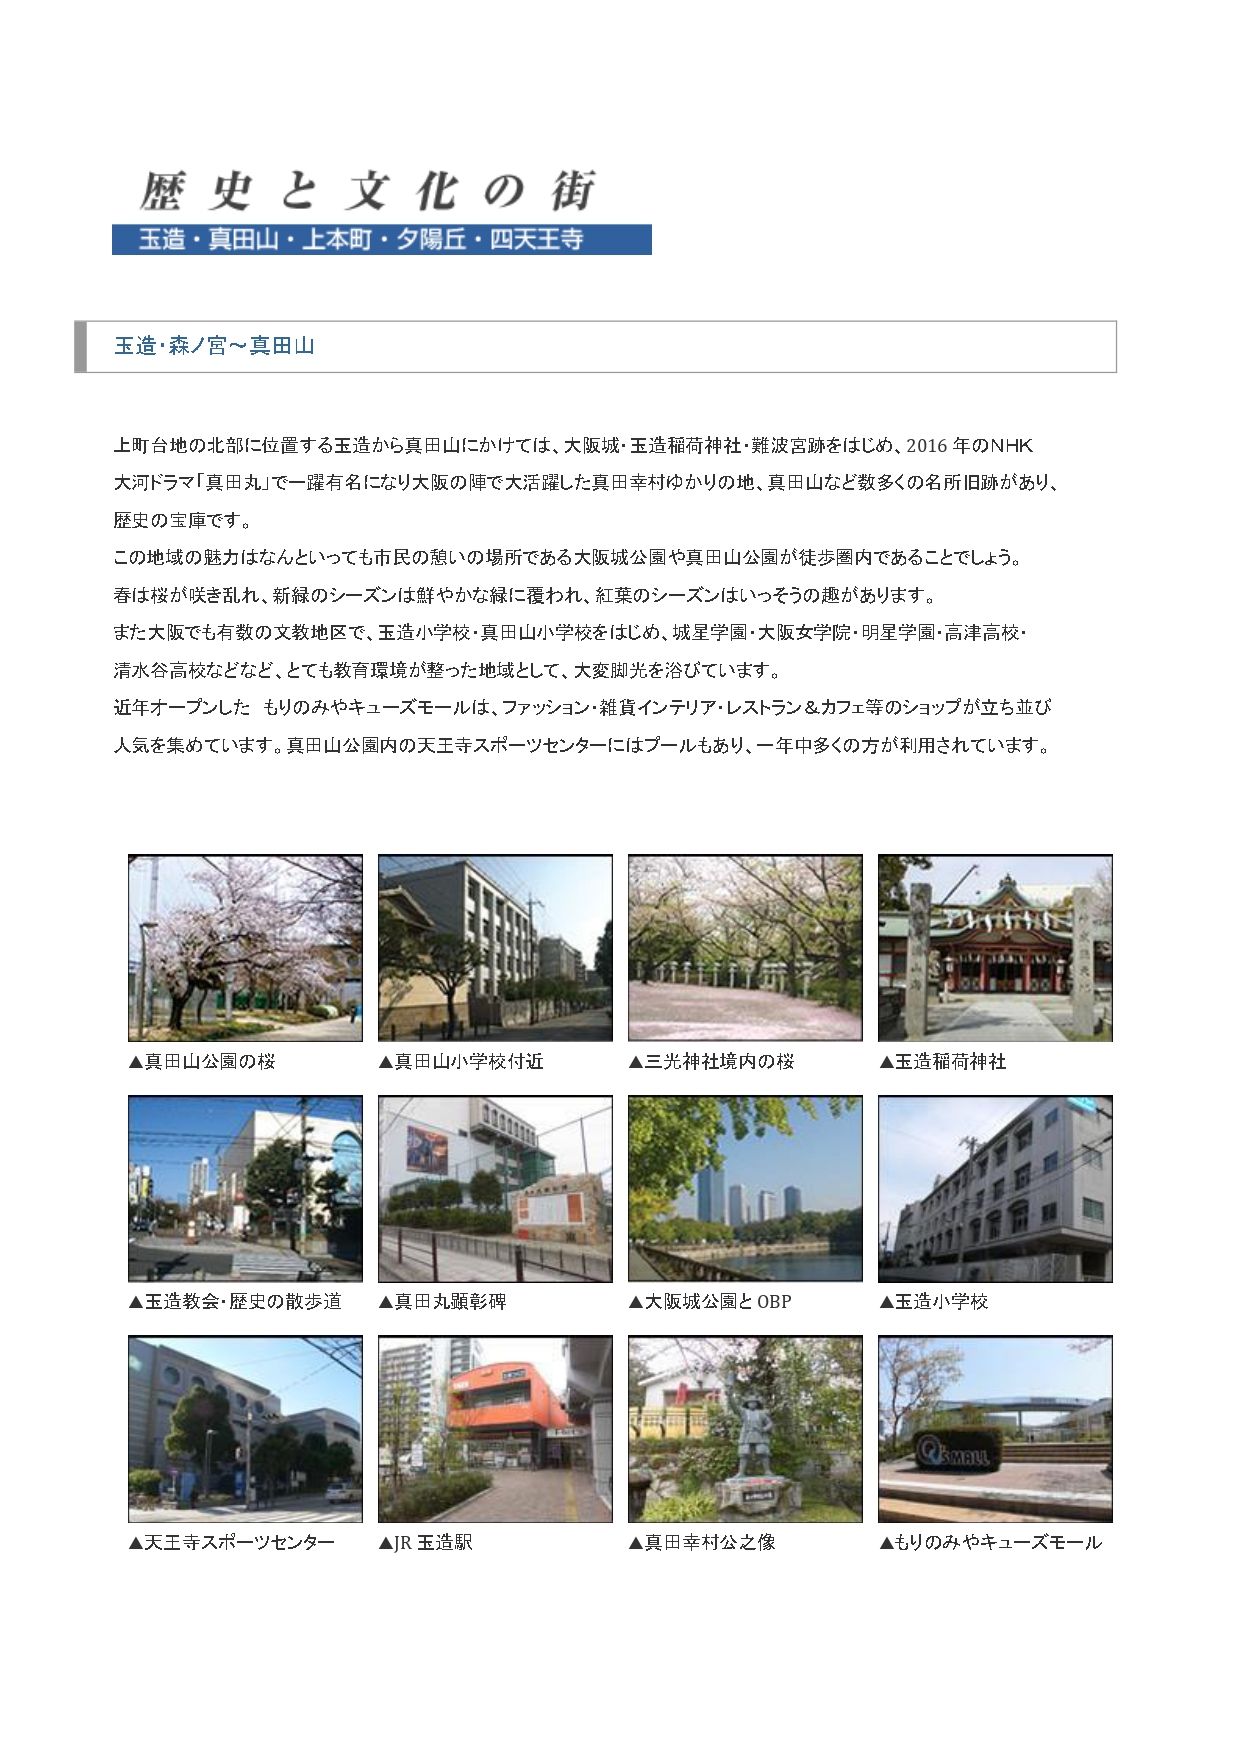 歴史と文化の街
玉造・真田山・上本町・夕陽丘・四天王寺
玉造・森ノ宮～真田山
上町台地の北部に位置する玉造から真田山にかけては、大阪城・玉造稲荷神社・難波宮跡をはじめ、2016 年のＮＨＫ
大河ドラマ「真田丸」で一躍有名になり大阪の陣で大活躍した真田幸村ゆかりの地、真田山など数多くの名所旧跡があり、
歴史の宝庫です。
この地域の魅力はなんといっても市民の憩いの場所である大阪城公園や真田山公園が徒歩圏内であることでしょう。
春は桜が咲き乱れ、新緑のシーズンは鮮やかな緑に覆われ、紅葉のシーズンはいっそうの趣があります。
また大阪でも有数の文教地区で、玉造小学校・真田山小学校をはじめ、城星学園・大阪女学院・明星学園・高津高校・
清水谷高校などなど、とても教育環境が整った地域として、大変脚光を浴びています。
近年オープンした　もりのみやキューズモールは、ファッション・雑貨インテリア・レストラン＆カフェ等のショップが立ち並び
人気を集めています。真田山公園内の天王寺スポーツセンターにはプールもあり、一年中多くの方が利用されています。
▲真田山公園の桜
▲真田山小学校付近
▲三光神社境内の桜
▲玉造稲荷神社
▲玉造教会・歴史の散歩道
▲真田丸顕彰碑
▲大阪城公園と OBP
▲玉造小学校
Q'sMALL
▲天王寺スポーツセンター
▲JR 玉造駅
▲真田幸村公之像
▲もりのみやキューズモール